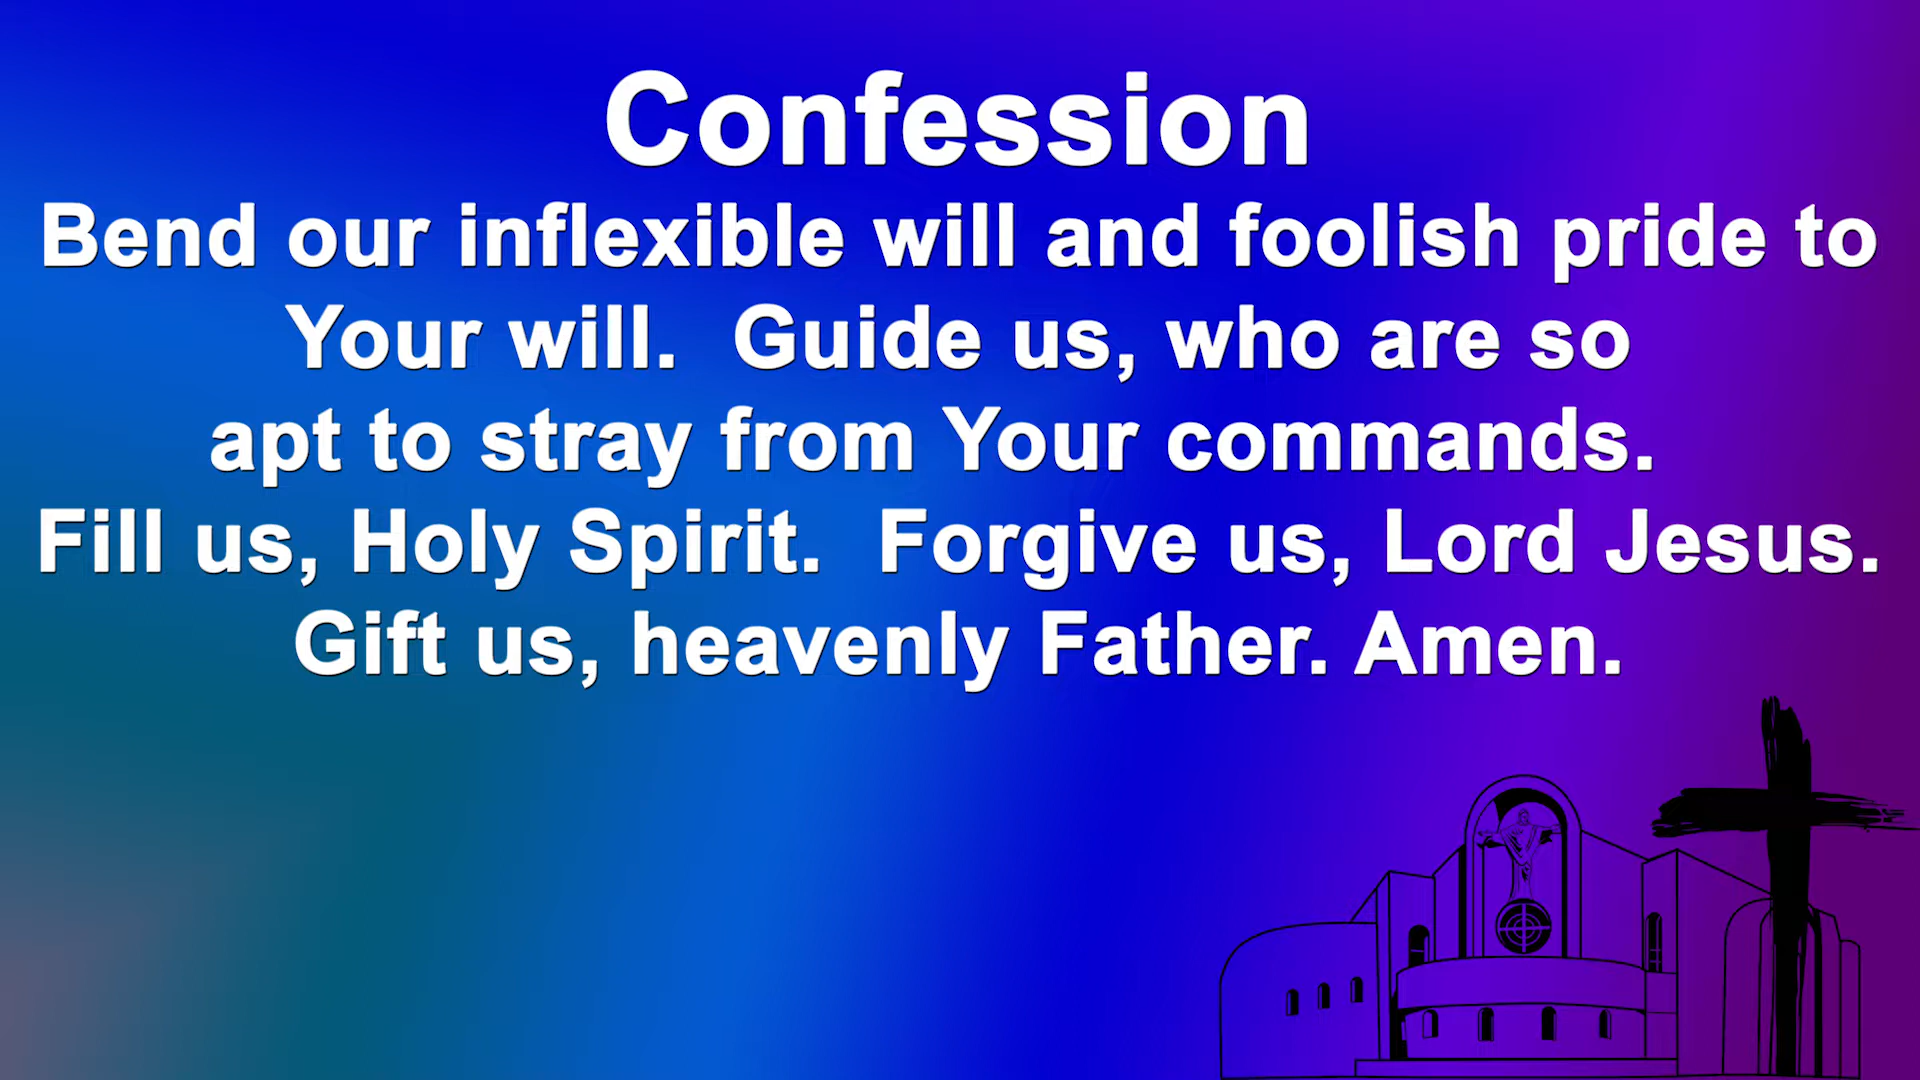 Confession
Bend our inflexible will and foolish pride to
Your will.  Guide us, who are so
apt to stray from Your commands.
Fill us, Holy Spirit.  Forgive us, Lord Jesus.
Gift us, heavenly Father. Amen.